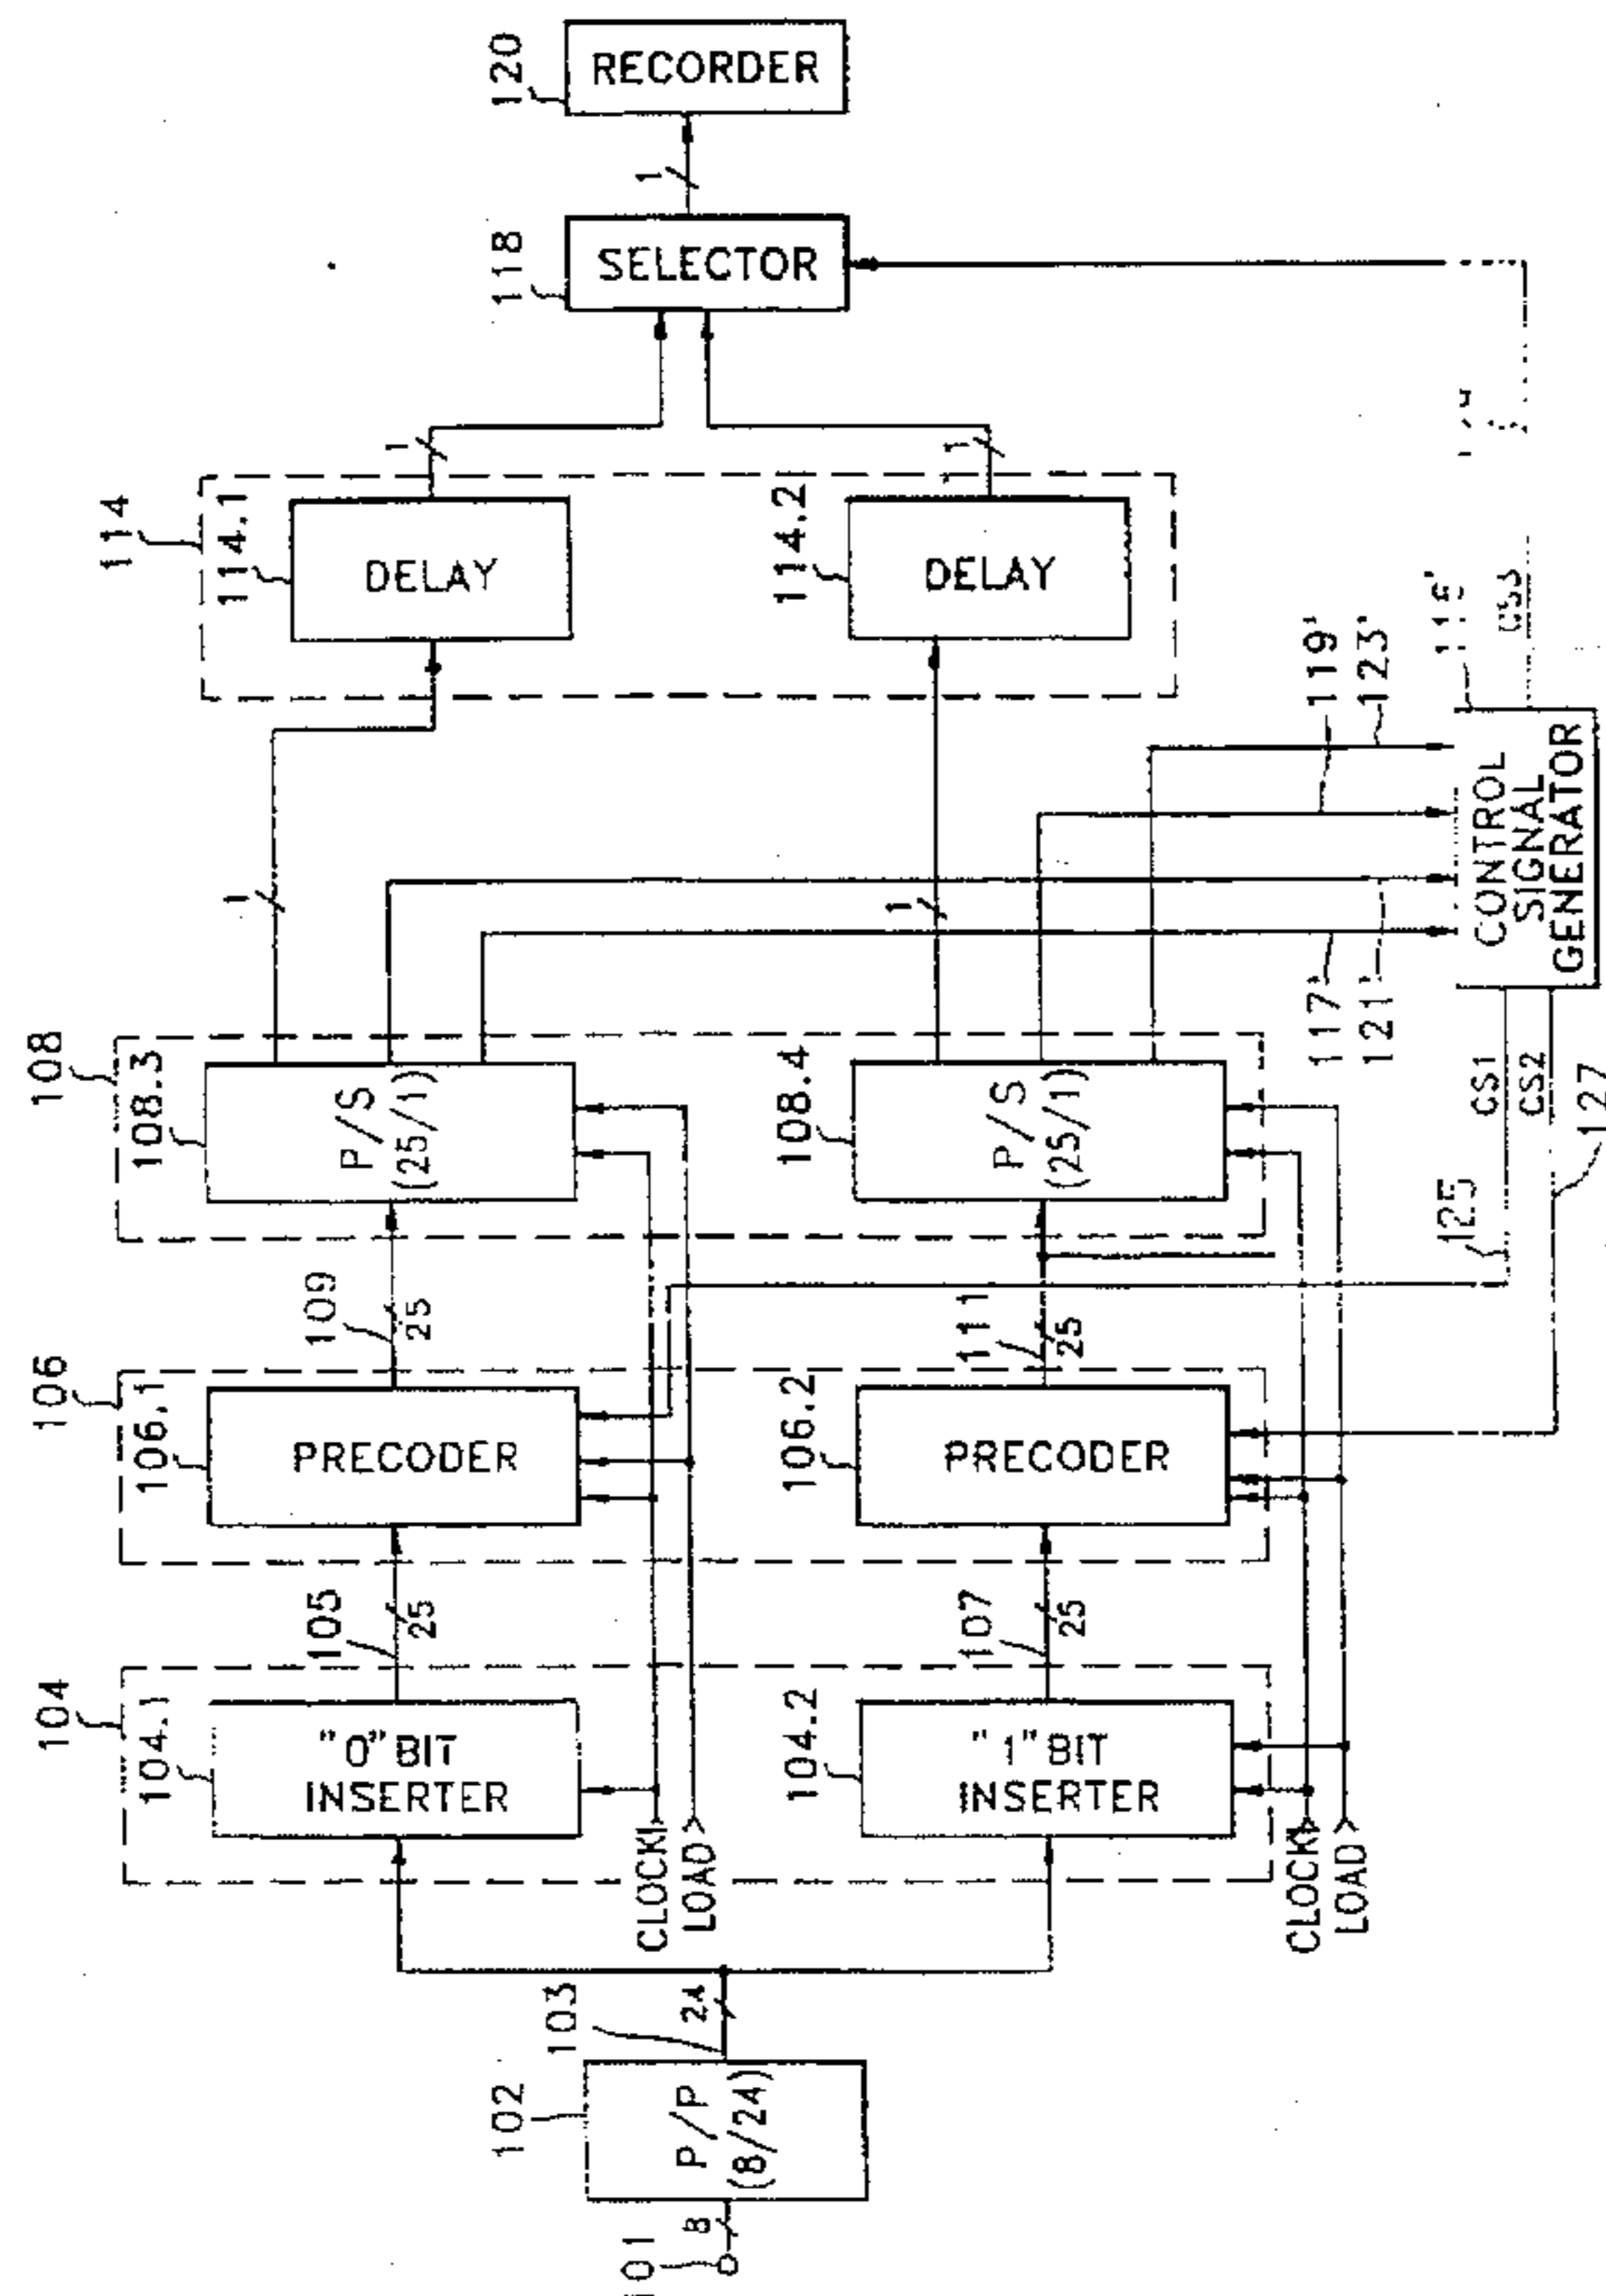 120
RECORDER
1
118
SELECTOR
1
1
114
114.1
DELAY
114.2
DELAY
CS3
119'
123'
1
1
CONTROL
SIGNAL
GENERATOR
117'
121'
108
108.3
P/S
(25/1)
108.4
P/S
(25/1)
CS1
CS2
127
125
109
25
111
25
106
106.1
PRECODER
106.2
PRECODER
105
25
107
25
104
104.1
"0" BIT
INSERTER
104.2
"1" BIT
INSERTER
CLOCK
LOAD
CLOCK
LOAD
103
24
102
P/P
(8/24)
8
101